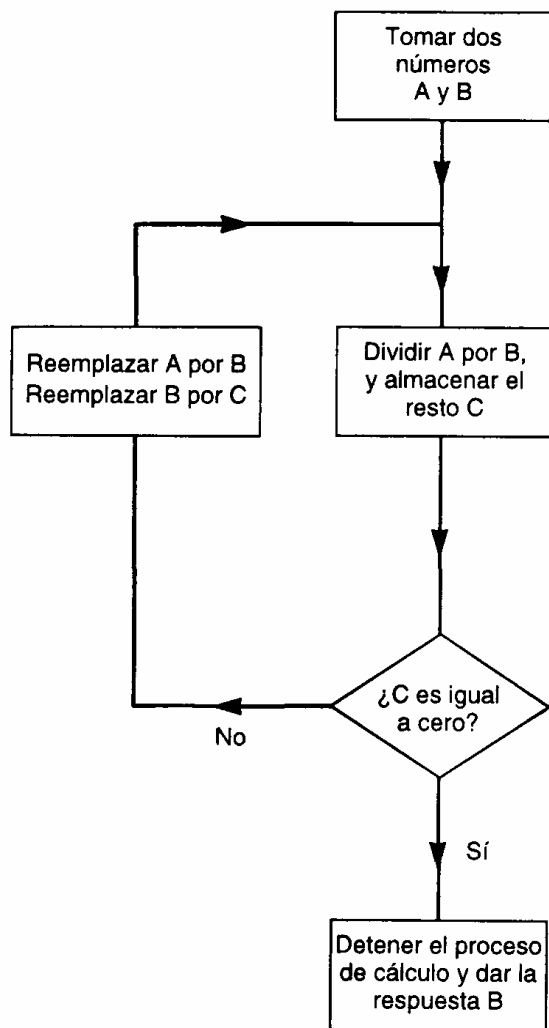 Tomar dos
números
A y B
Reemplazar A por B
Reemplazar B por C
Dividir A por B,
y almacenar el
resto C
¿C es igual
a cero?
No
Sí
Detener el proceso
de cálculo y dar la
respuesta B